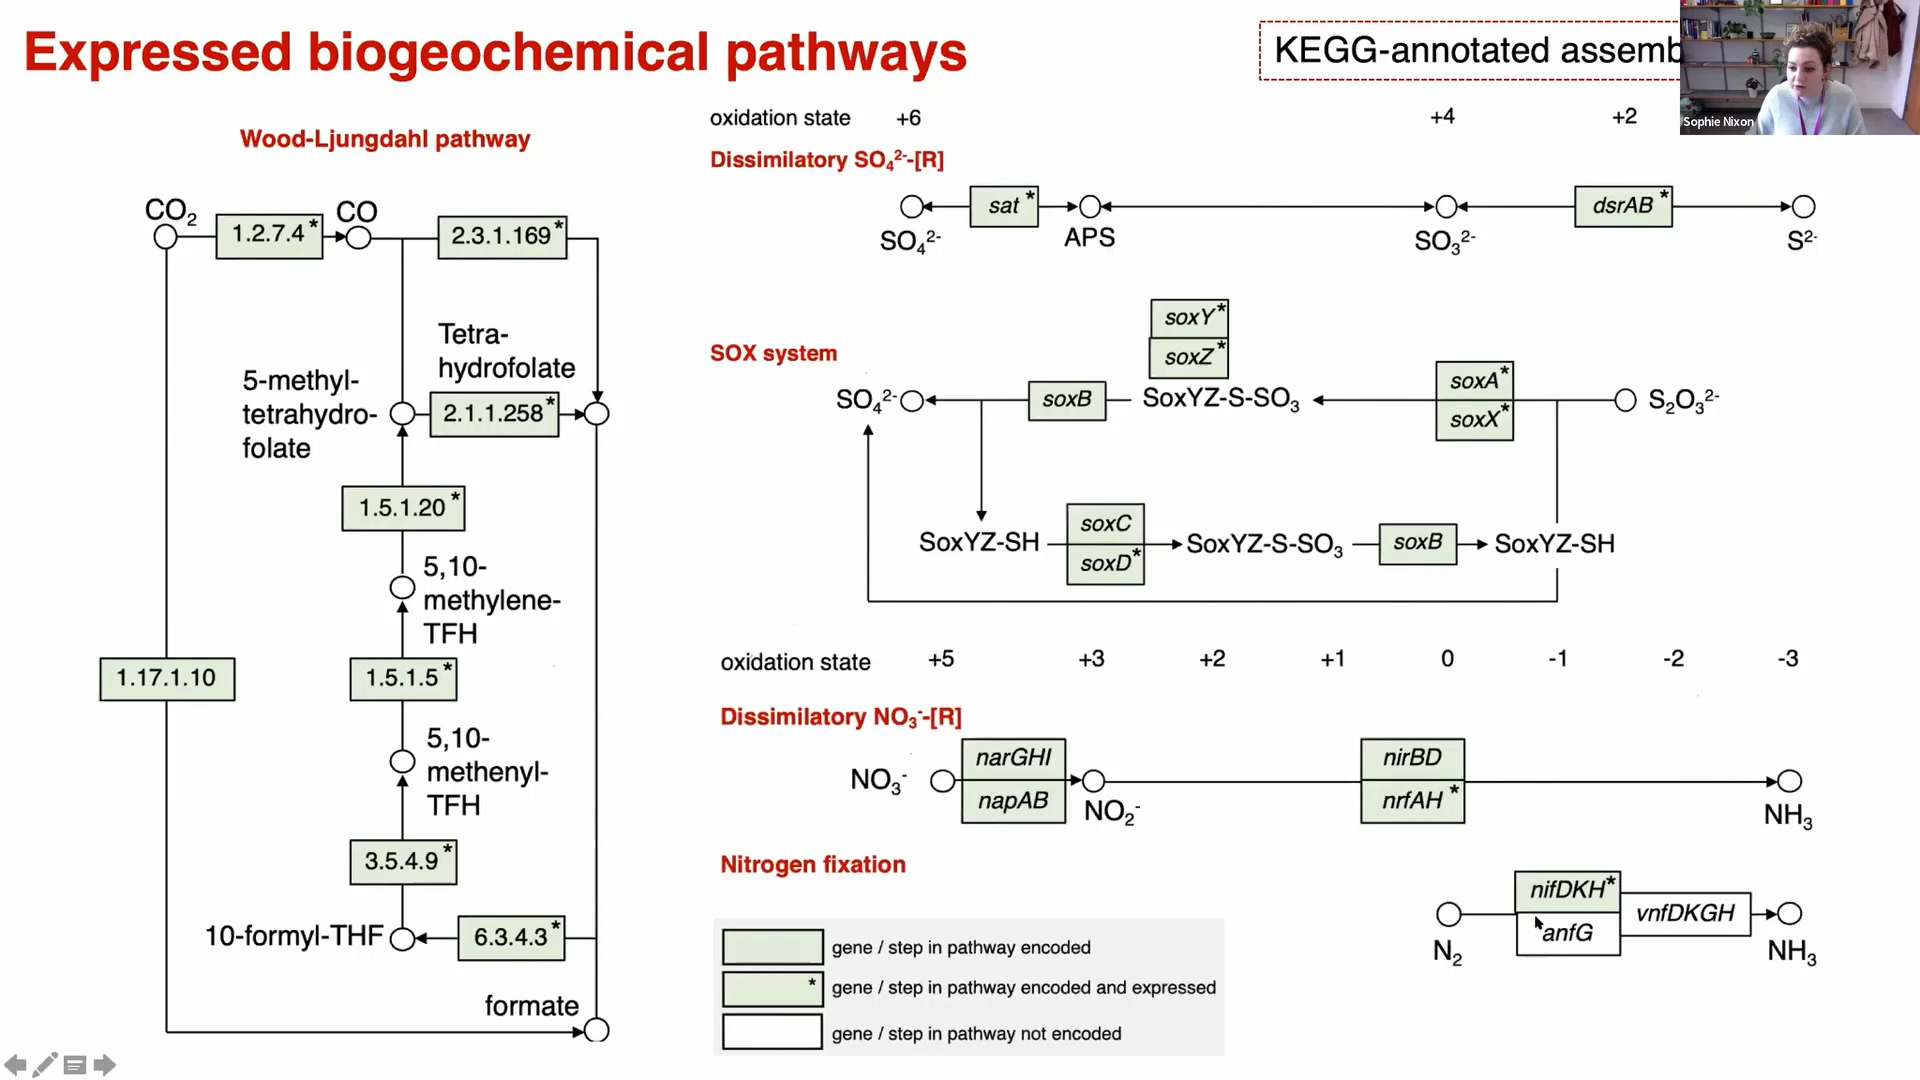 Expressed biogeochemical pathways
KEGG-annotated assemb
Sophie Nixon
Wood-Ljungdahl pathway
CO2
1.2.7.4*
CO
2.3.1.169*
Tetra-
hydrofolate
5-methyl-
tetrahydro-
folate
2.1.1.258*
1.5.1.20*
5,10-
methylene-
TFH
1.17.1.10
1.5.1.5*
5,10-
methenyl-
TFH
3.5.4.9*
10-formyl-THF
6.3.4.3*
formate
oxidation state +6 +4 +2
Dissimilatory SO₄²⁻-[R]
sat* dsrAB*
SO₄²⁻ APS SO₃²⁻ S²⁻
SOX system
soxY*
soxZ*
SO₄²⁻ soxB SoxYZ-S-SO₃ soxA* S₂O₃²⁻
soxX*
SoxYZ-SH soxC SoxYZ-S-SO₃ soxB SoxYZ-SH
soxD*
oxidation state +5 +3 +2 +1 0 -1 -2 -3
Dissimilatory NO₃⁻-[R]
NO₃⁻ narGHI NO₂⁻ nirBD NH₃
napAB nrfAH*
Nitrogen fixation
N₂ nifDKH* vnfDKGH NH₃
anfG
gene / step in pathway encoded
* gene / step in pathway encoded and expressed
gene / step in pathway not encoded